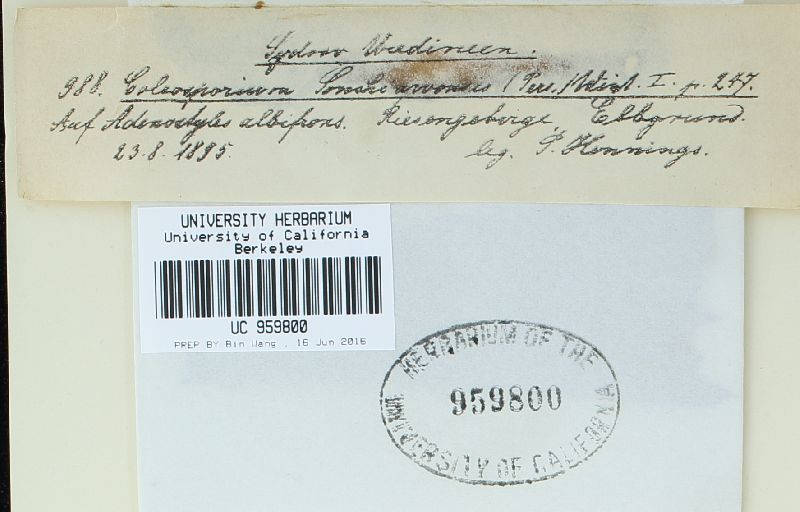 Sydow Uredineen.
988. Coleosporium Sonchi arvensis (Pers.) Wint. I. p. 247.
Auf Adenostyles albifrons. Riesengebirge, Elbgrund.
23.8.1895. leg. P. Hennings.
UNIVERSITY HERBARIUM
University of California
Berkeley
UC 959800
PREP BY Bin Wang , 16 Jun 2016
HERBARIUM OF THE
959800
UNIVERSITY OF CALIFORNIA